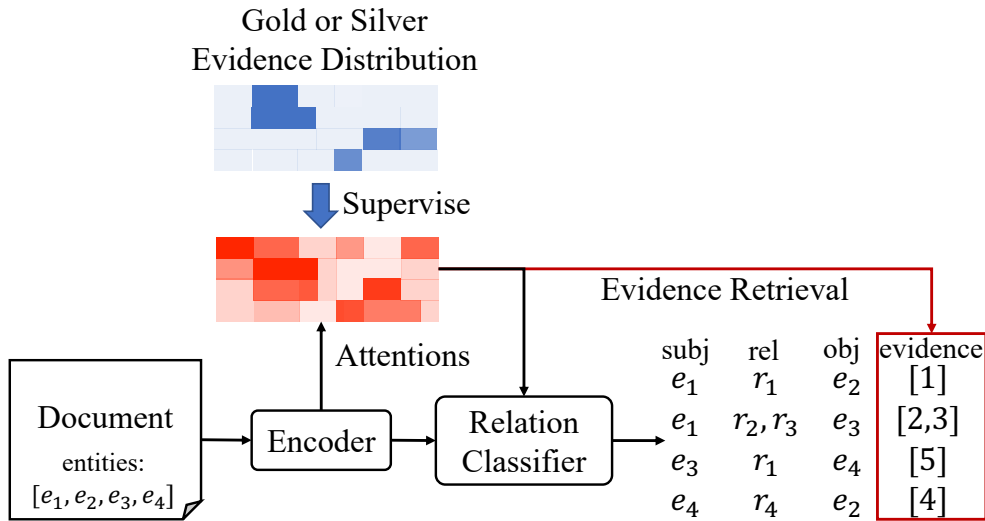 Gold or Silver
Evidence Distribution
Supervise
Evidence Retrieval
Attentions
Document
entities:
[e₁, e₂, e₃, e₄]
Encoder
Relation
Classifier
subj rel obj evidence
e₁ r₁ e₂ [1]
e₁ r₂, r₃ e₃ [2,3]
e₃ r₁ e₄ [5]
e₄ r₄ e₂ [4]